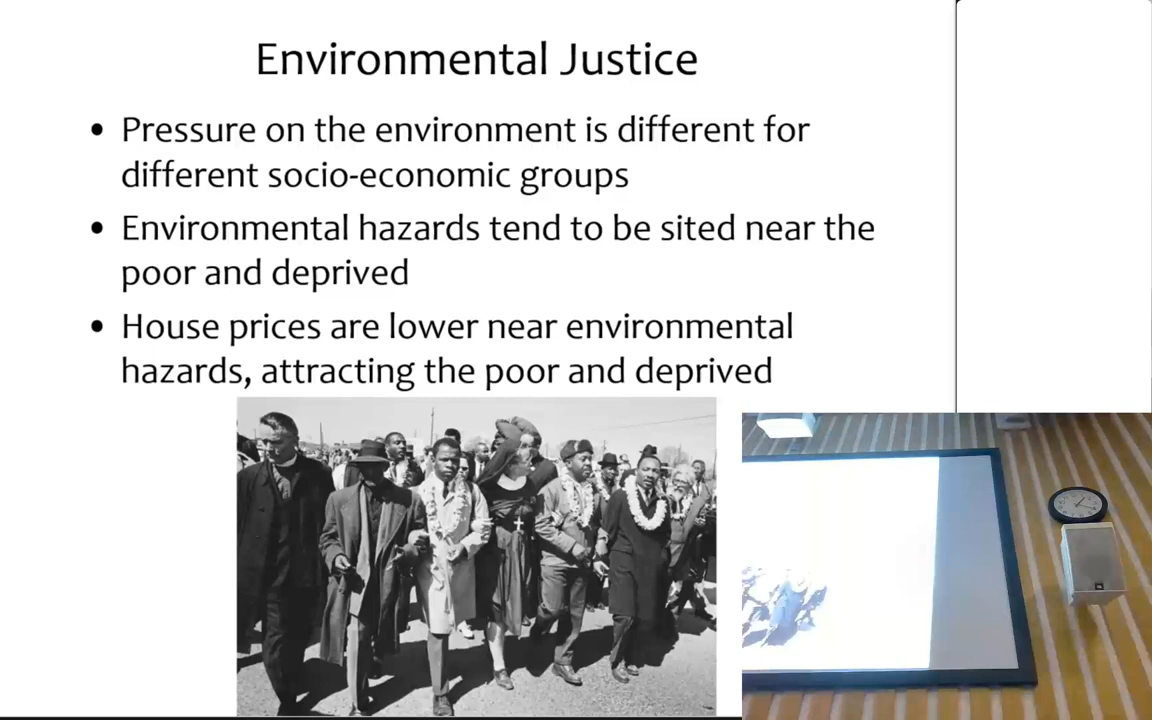 Environmental Justice
• Pressure on the environment is different for
different socio-economic groups
• Environmental hazards tend to be sited near the
poor and deprived
• House prices are lower near environmental
hazards, attracting the poor and deprived